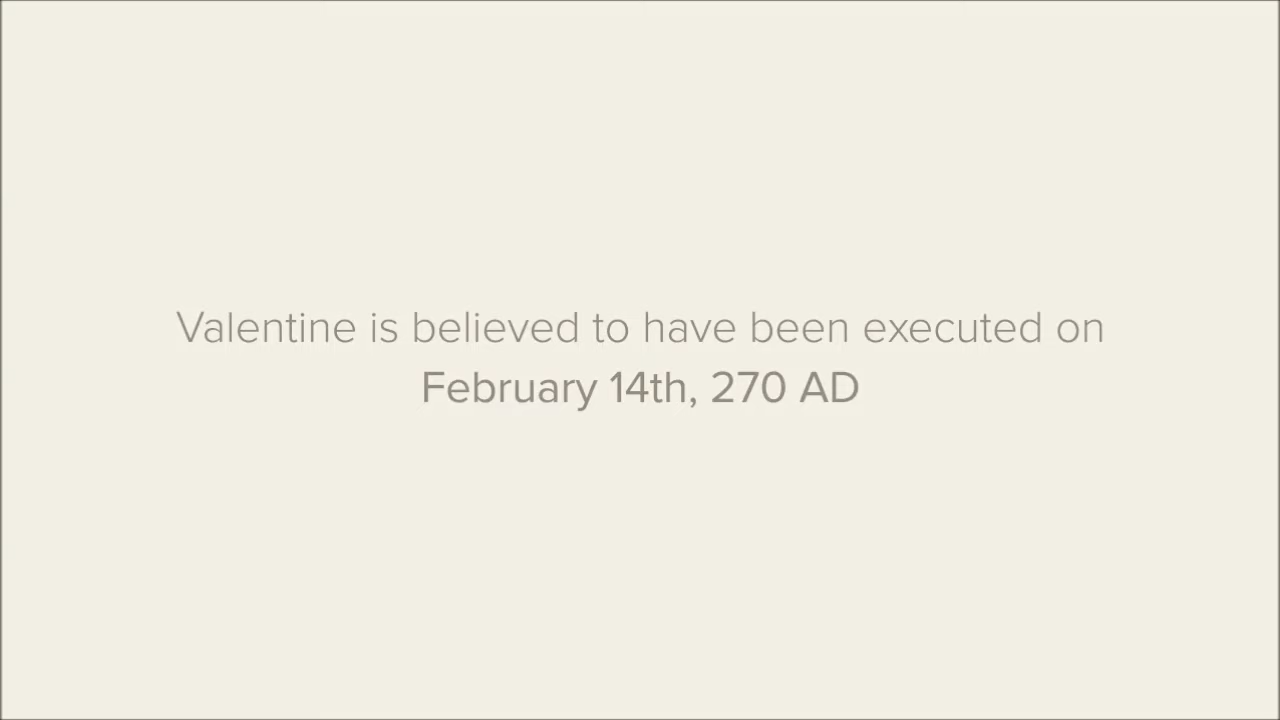 Valentine is believed to have been executed on
February 14th, 270 AD